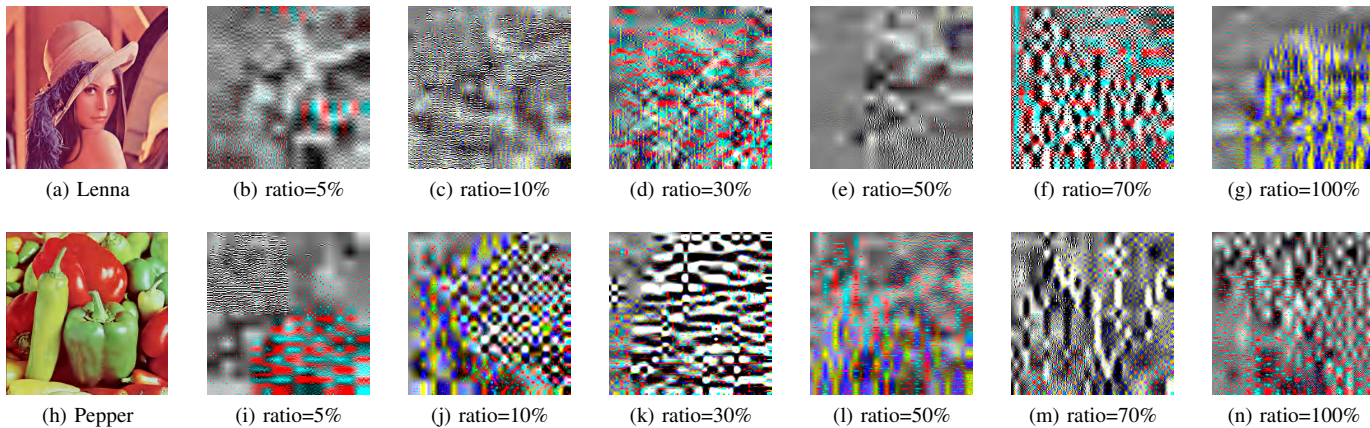 (a) Lenna
(b) ratio=5%
(c) ratio=10%
(d) ratio=30%
(e) ratio=50%
(f) ratio=70%
(g) ratio=100%
(h) Pepper
(i) ratio=5%
(j) ratio=10%
(k) ratio=30%
(l) ratio=50%
(m) ratio=70%
(n) ratio=100%